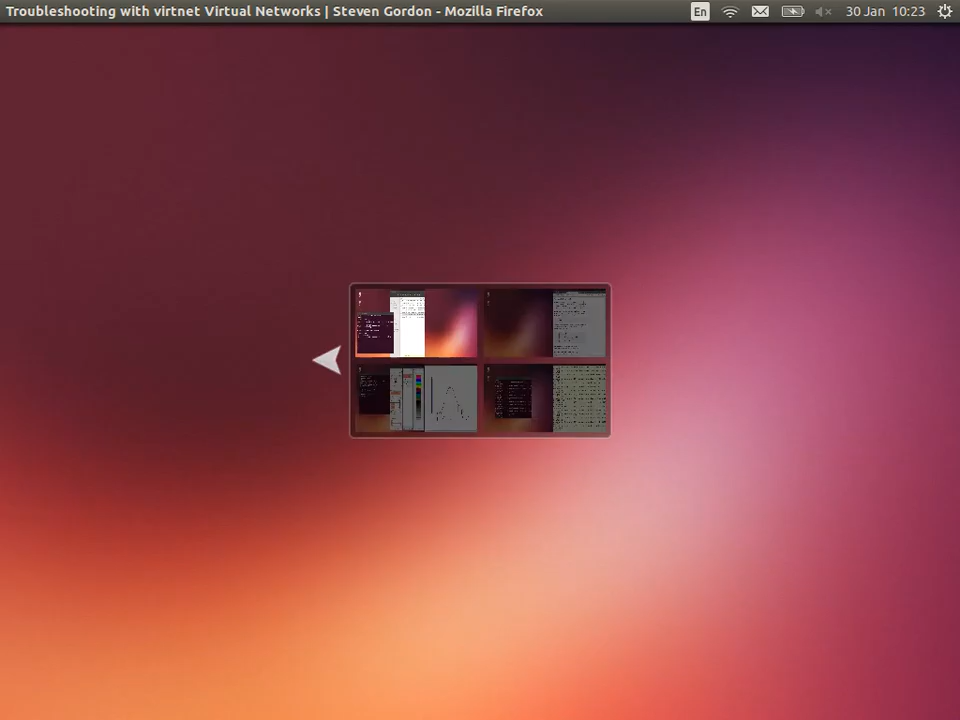 Troubleshooting with virtnet Virtual Networks | Steven Gordon - Mozilla Firefox
En
30 Jan 10:23